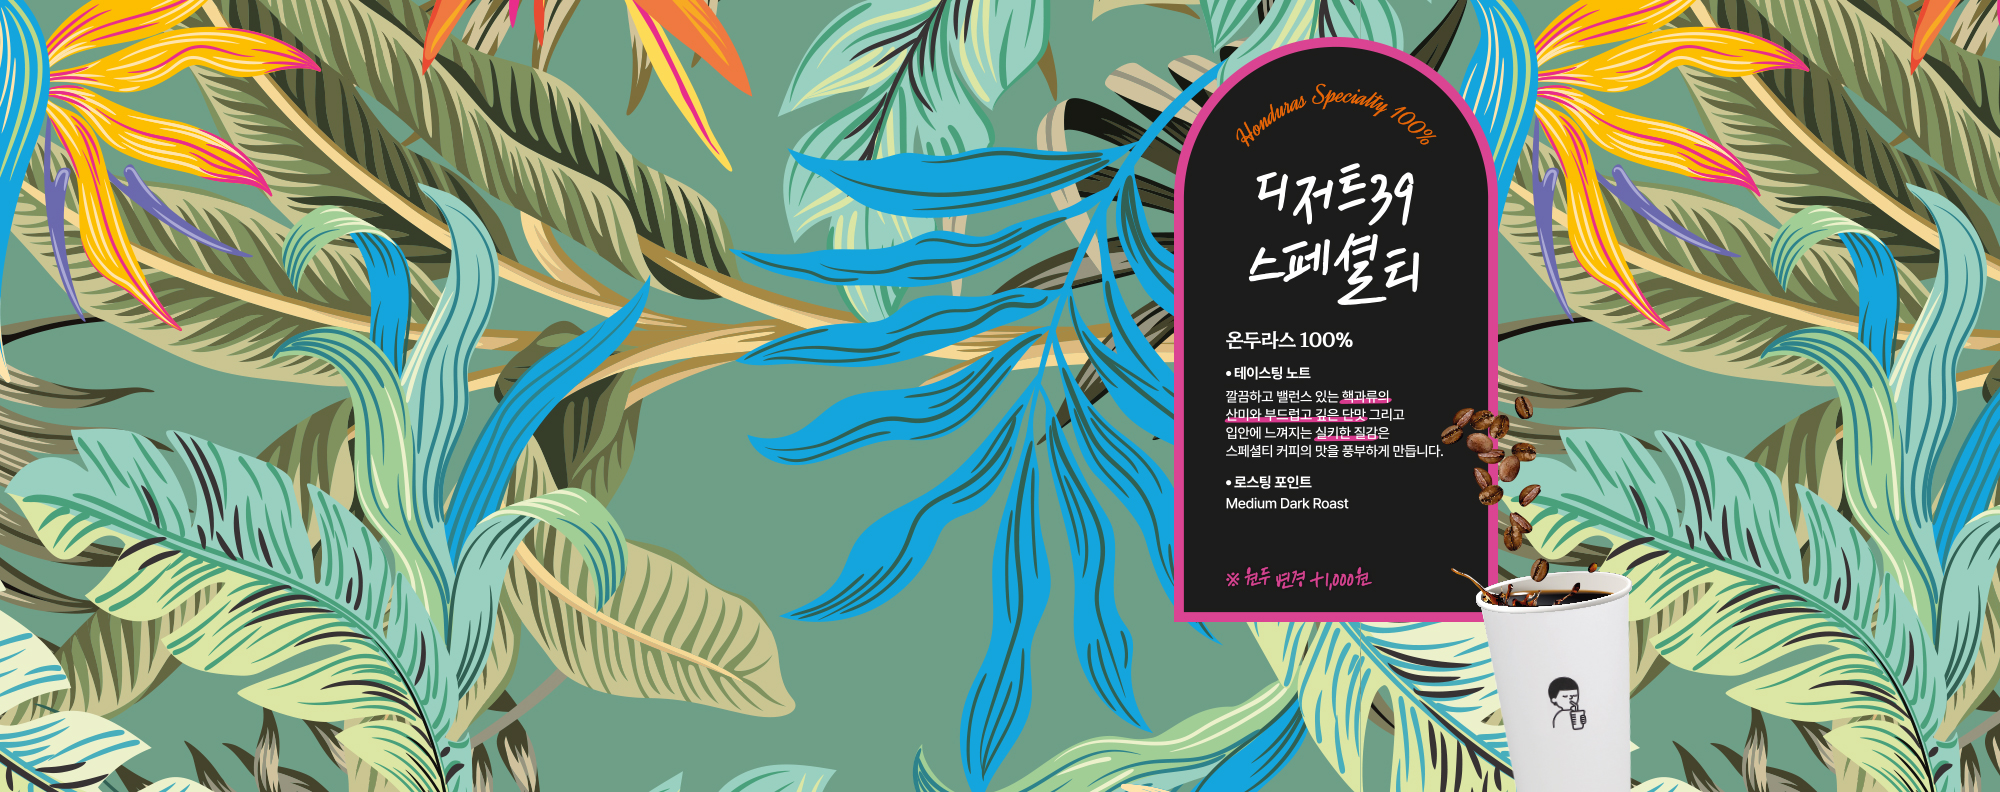 Honduras Specialty 100%
디저트39
스페셜티
온두라스 100%
• 테이스팅 노트
깔끔하고 밸런스 있는 핵과류의
산미와 부드럽고 깊은 단맛 그리고
입안에 느껴지는 실키한 질감은
스페셜티 커피의 맛을 풍부하게 만듭니다.
• 로스팅 포인트
Medium Dark Roast
※ 원두 변경 +1,000원